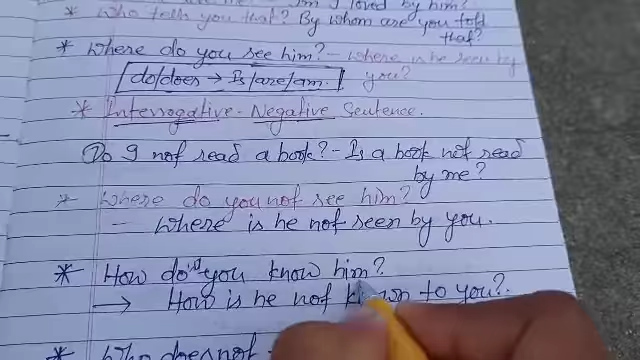 I loved by him?
* Who tells you that? By whom are you told
that?
* Where do you see him? - Where is he seen by
you?
do/does → Is/are/am.
* Interrogative - Negative Sentence.
Do I not read a book? - Is a book not read
by me?
* Where do you not see him?
- Where is he not seen by you.
* How do you know him?
→ How is he not known to you?
* Who does not